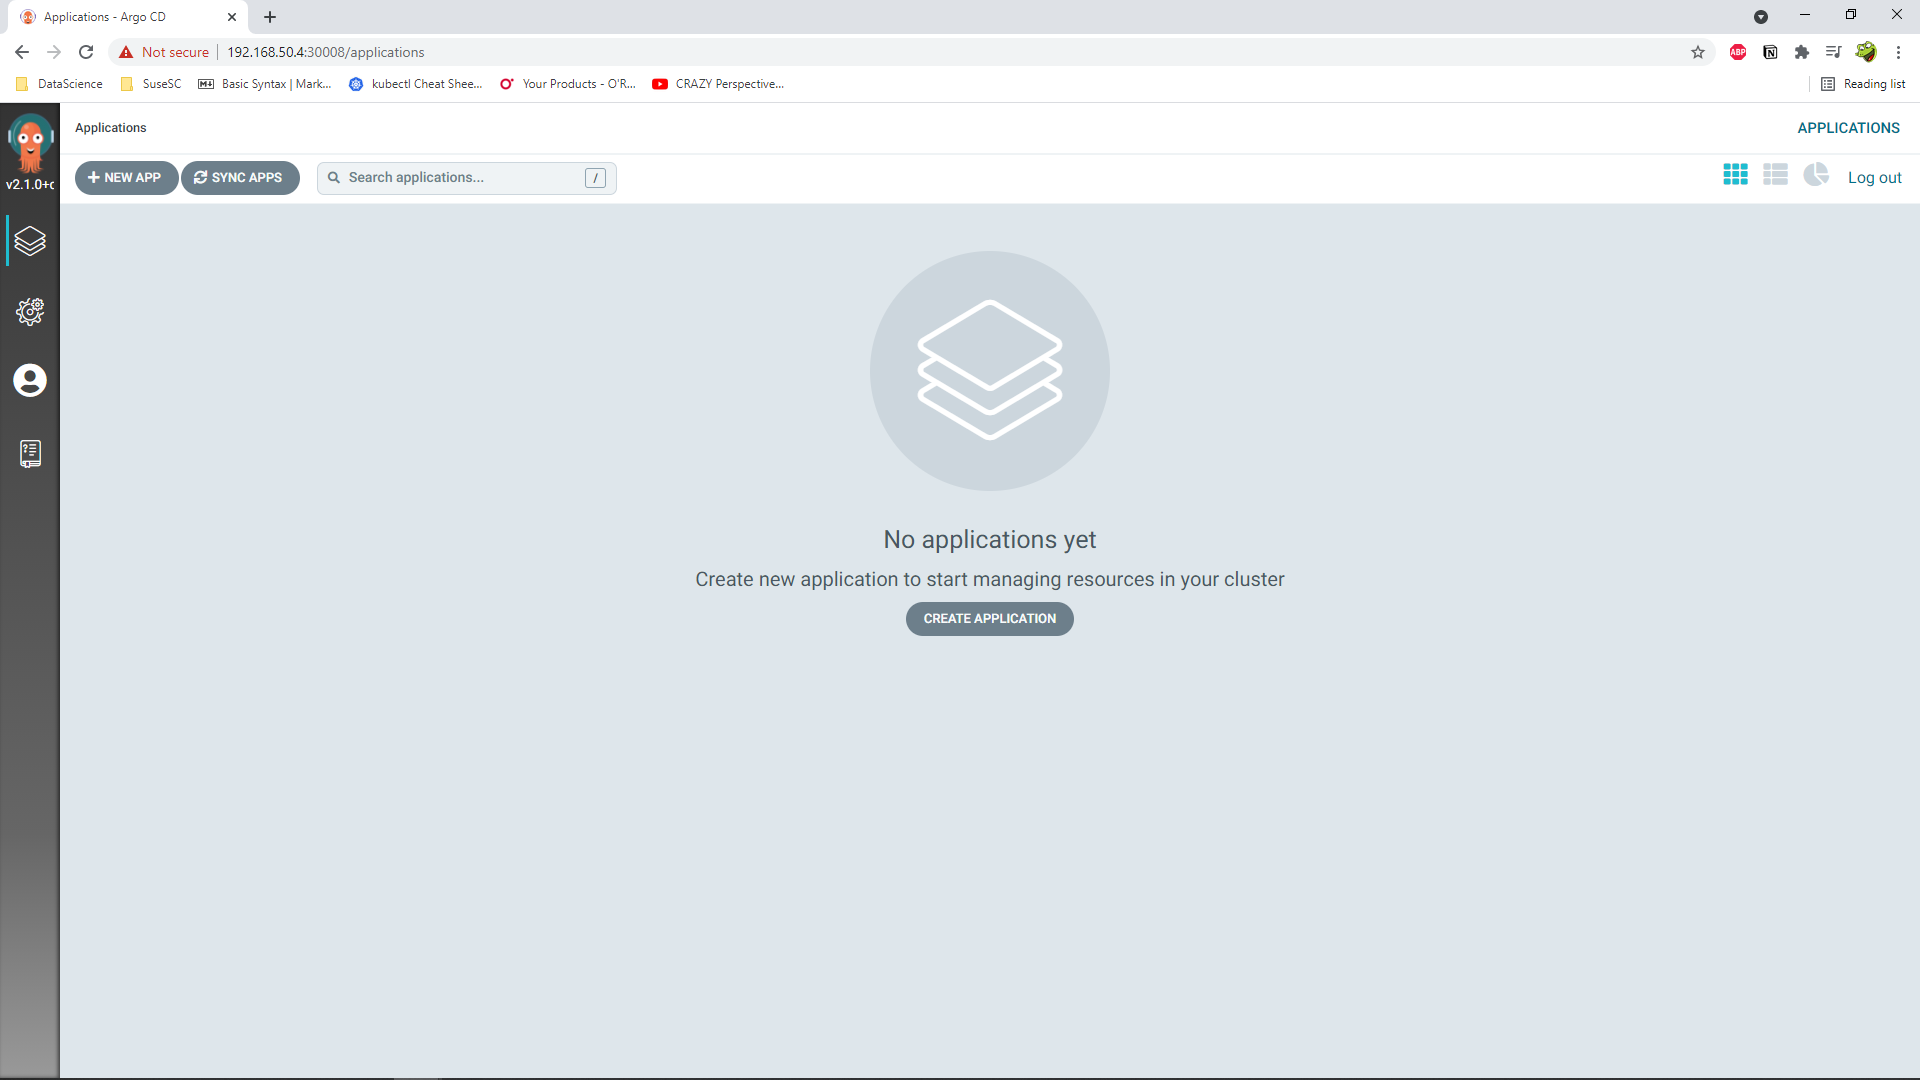 Applications - Argo CD
Not secure 192.168.50.4:30008/applications
ABP
DataScience SuseSC Basic Syntax | Mark... kubectl Cheat Shee... Your Products - O'R... CRAZY Perspective... Reading list
Applications APPLICATIONS
v2.1.0+c
NEW APP SYNC APPS Search applications... / Log out
No applications yet
Create new application to start managing resources in your cluster
CREATE APPLICATION